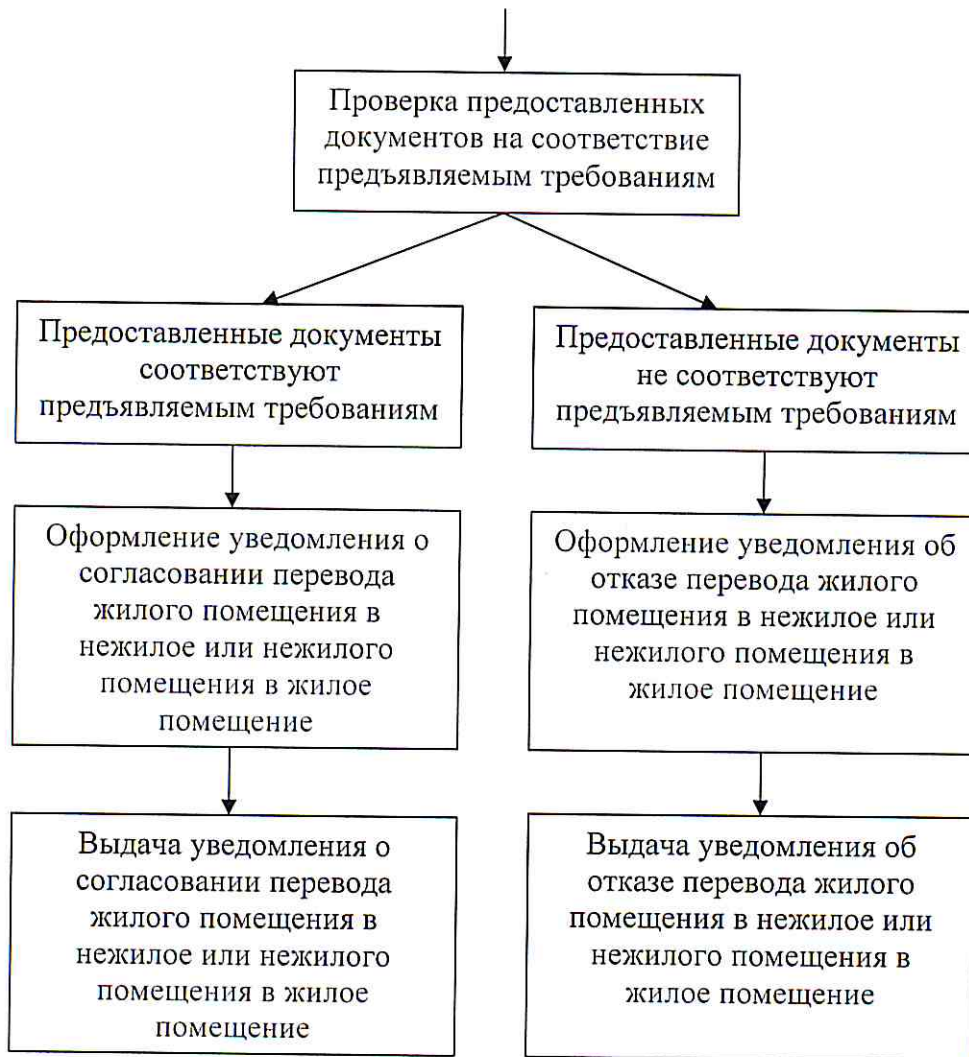 Проверка предоставленных
документов на соответствие
предъявляемым требованиям
Предоставленные документы
соответствуют
предъявляемым требованиям
Предоставленные документы
не соответствуют
предъявляемым требованиям
Оформление уведомления о
согласовании перевода
жилого помещения в
нежилое или нежилого
помещения в жилое
помещение
Оформление уведомления об
отказе перевода жилого
помещения в нежилое или
нежилого помещения в
жилое помещение
Выдача уведомления о
согласовании перевода
жилого помещения в
нежилое или нежилого
помещения в жилое
помещение
Выдача уведомления об
отказе перевода жилого
помещения в нежилое или
нежилого помещения в
жилое помещение